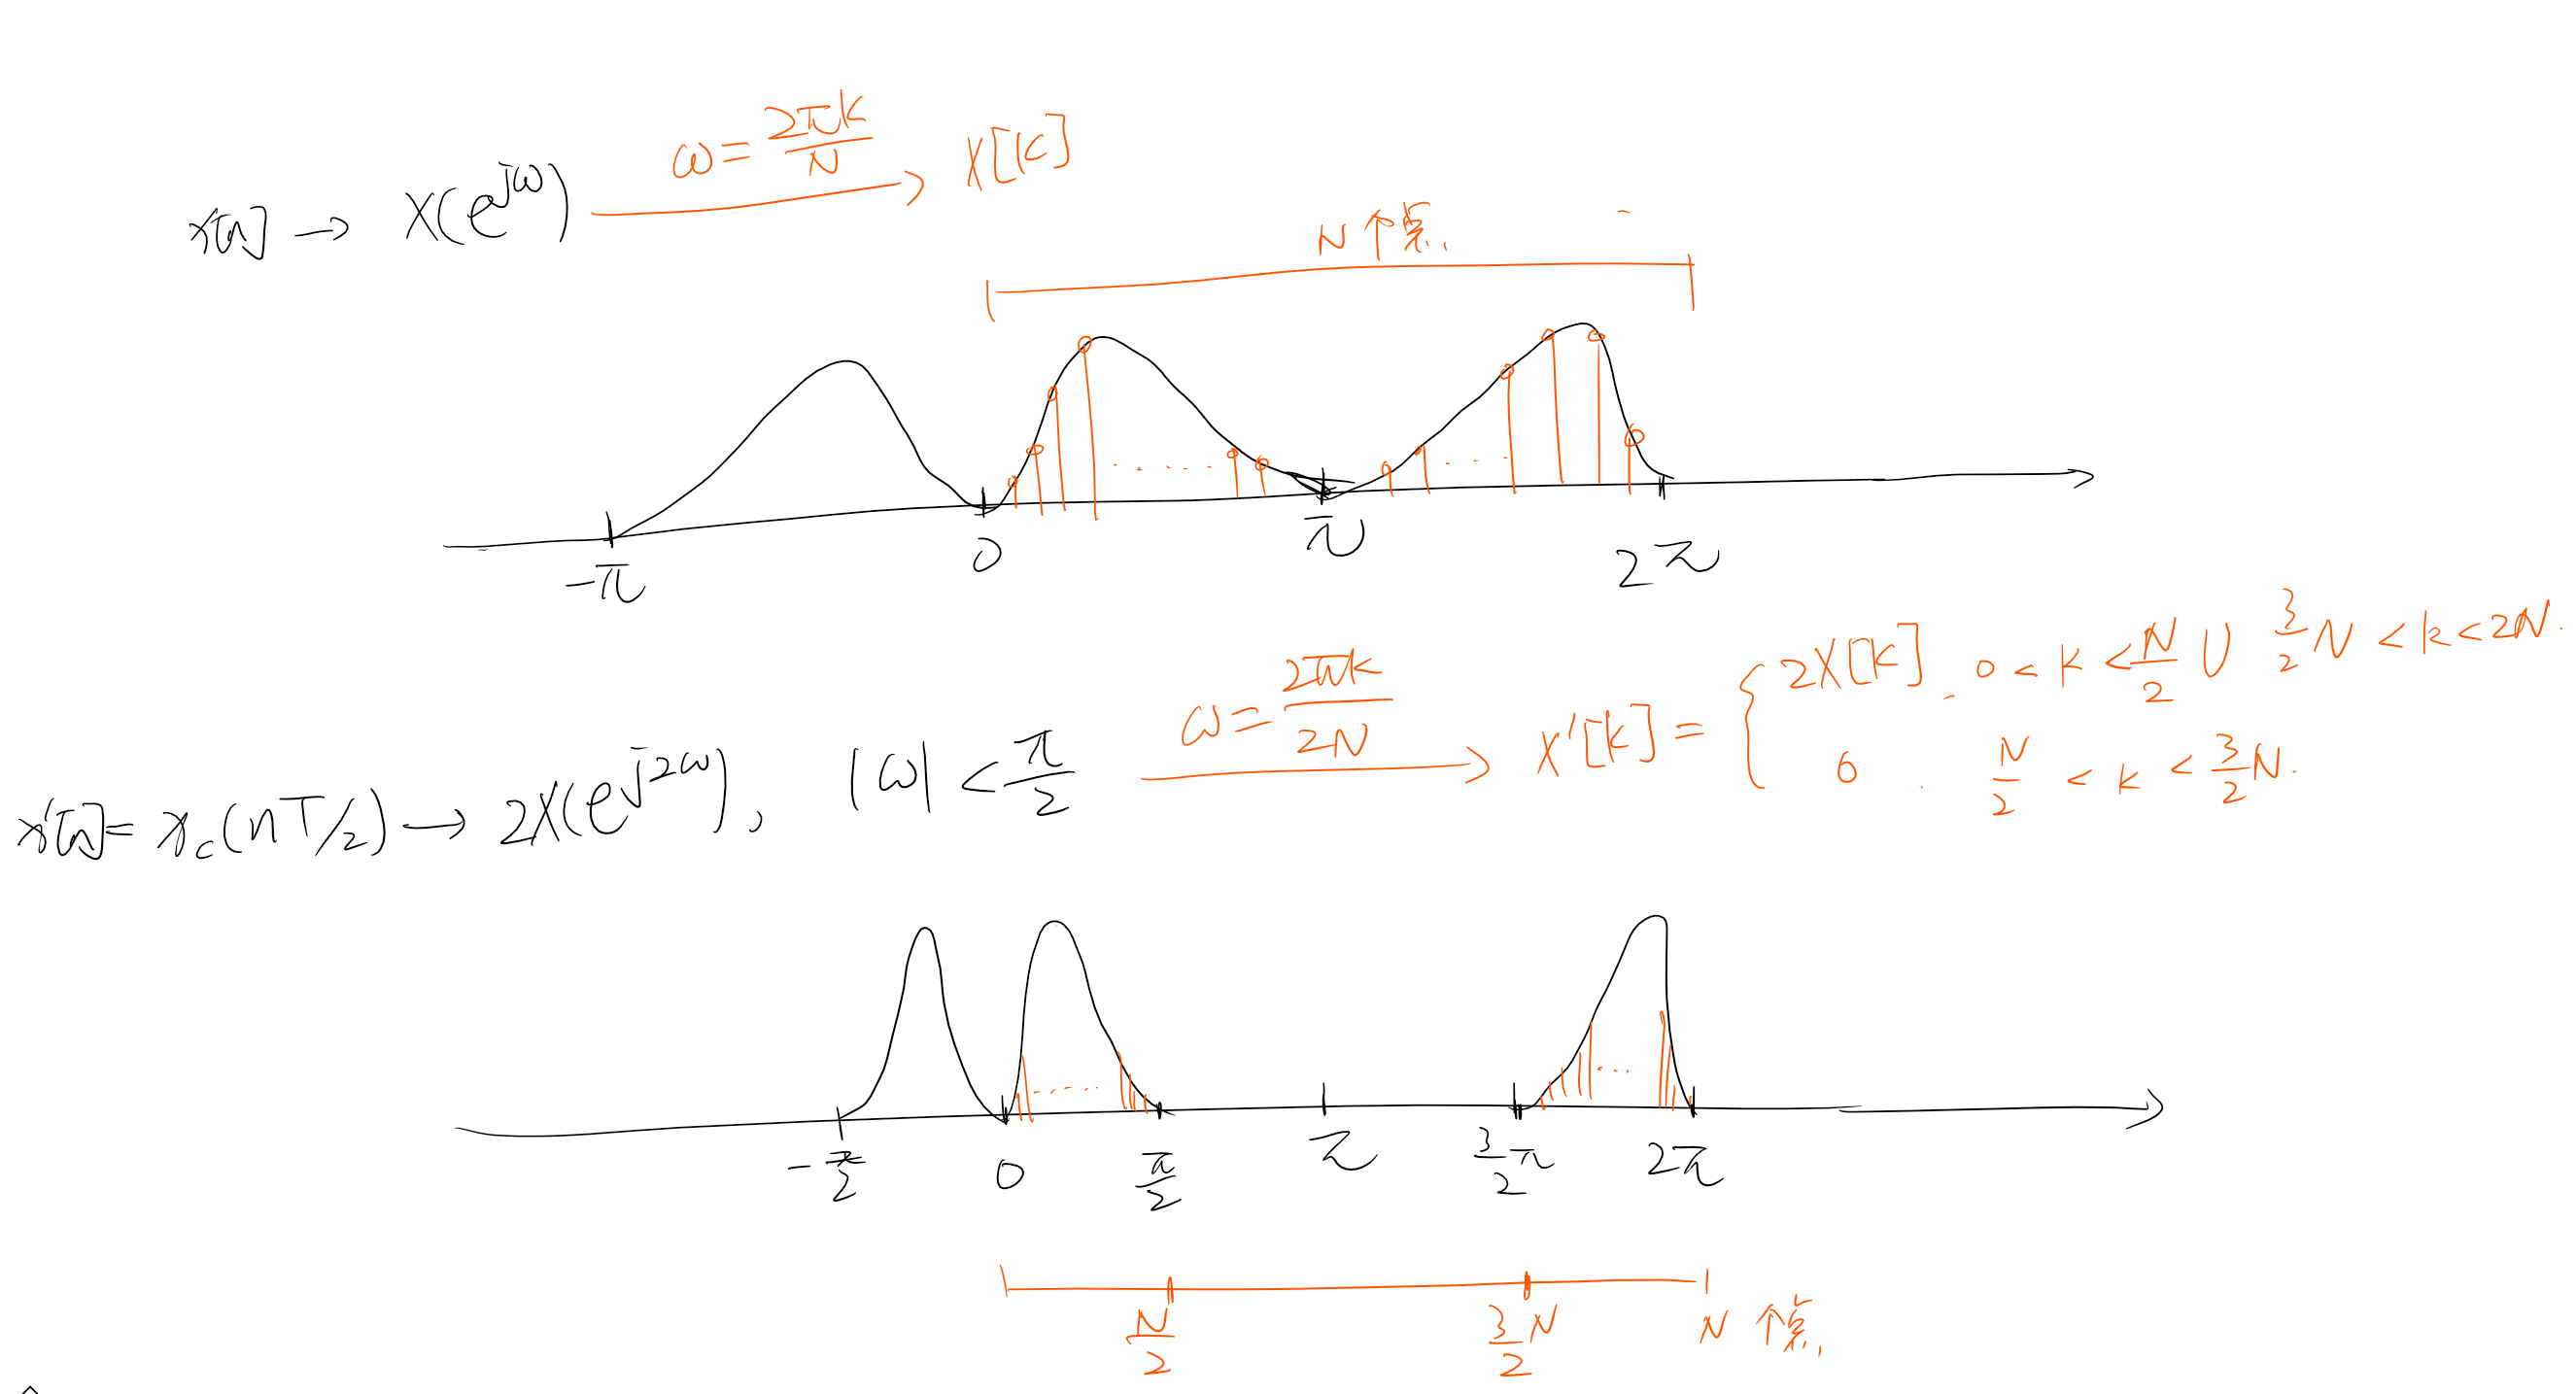 x[n] → X(e^{jω}) ω = 2πk/N → X[k]
N 个点
-π 0 π 2π
x'[n] = x_c(nT/2) → 2X(e^{j2ω}), |ω| < π/2 ω = 2πk/2N → X'[k] = { 2X[k], 0 < k < N/2 ∪ 3/2 N < k < 2N.
0 , N/2 < k < 3/2 N.
-π/2 0 π/2 π 3/2 π 2π
N/2 3/2 N N 个点